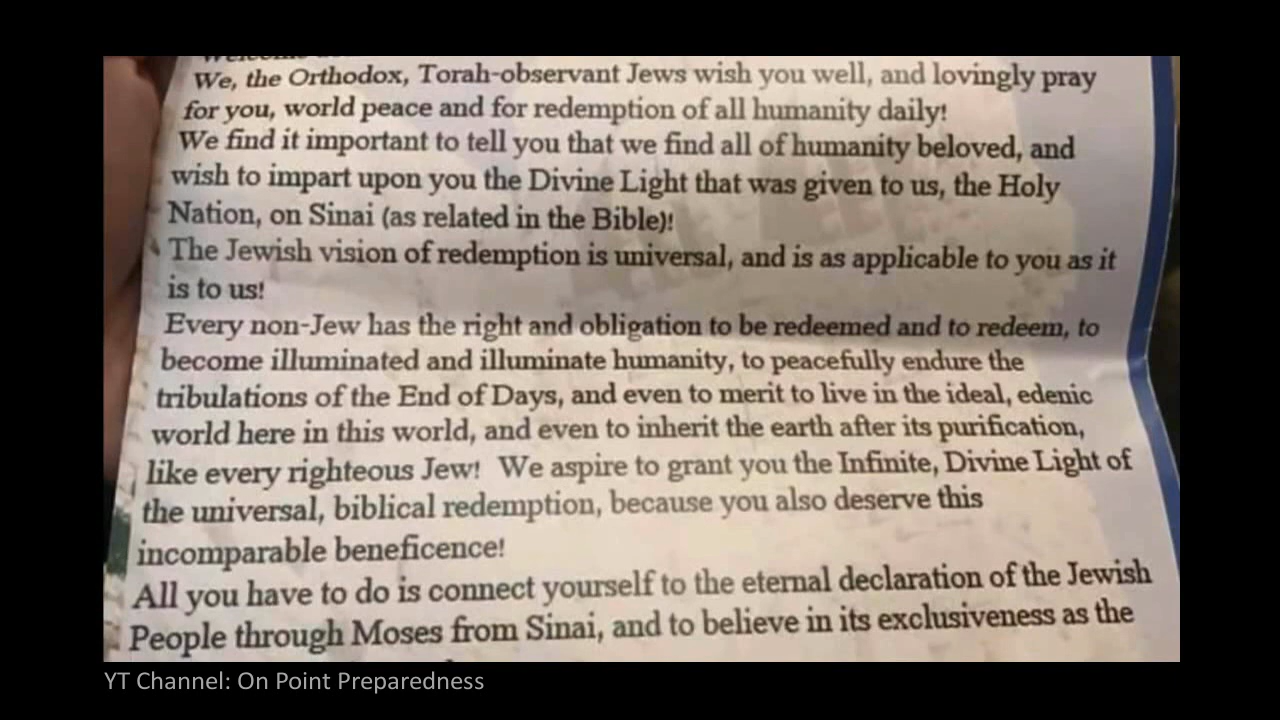 We, the Orthodox, Torah-observant Jews wish you well, and lovingly pray
for you, world peace and for redemption of all humanity daily!
We find it important to tell you that we find all of humanity beloved, and
wish to impart upon you the Divine Light that was given to us, the Holy
Nation, on Sinai (as related in the Bible)!
The Jewish vision of redemption is universal, and is as applicable to you as it
is to us!
Every non-Jew has the right and obligation to be redeemed and to redeem, to
become illuminated and illuminate humanity, to peacefully endure the
tribulations of the End of Days, and even to merit to live in the ideal, edenic
world here in this world, and even to inherit the earth after its purification,
like every righteous Jew! We aspire to grant you the Infinite, Divine Light of
the universal, biblical redemption, because you also deserve this
incomparable beneficence!
All you have to do is connect yourself to the eternal declaration of the Jewish
People through Moses from Sinai, and to believe in its exclusiveness as the
YT Channel: On Point Preparedness